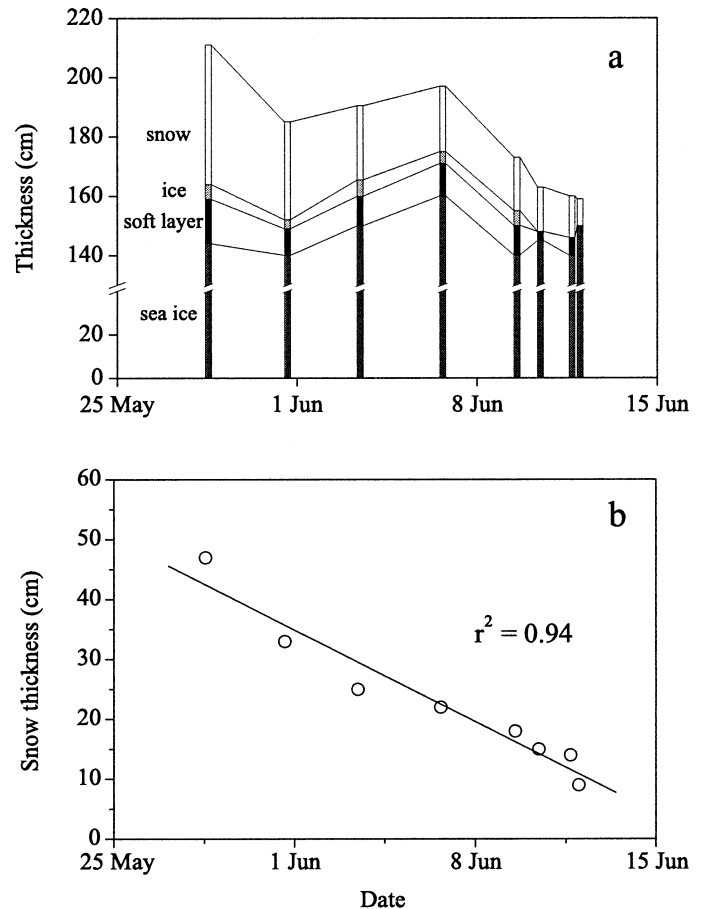 220
a
200
180
snow
160
ice
soft layer
140
sea ice
20
0
Thickness (cm)
25 May
1 Jun
8 Jun
15 Jun
60
b
50
40
r² = 0.94
30
20
10
0
Snow thickness (cm)
25 May
1 Jun
8 Jun
15 Jun
Date